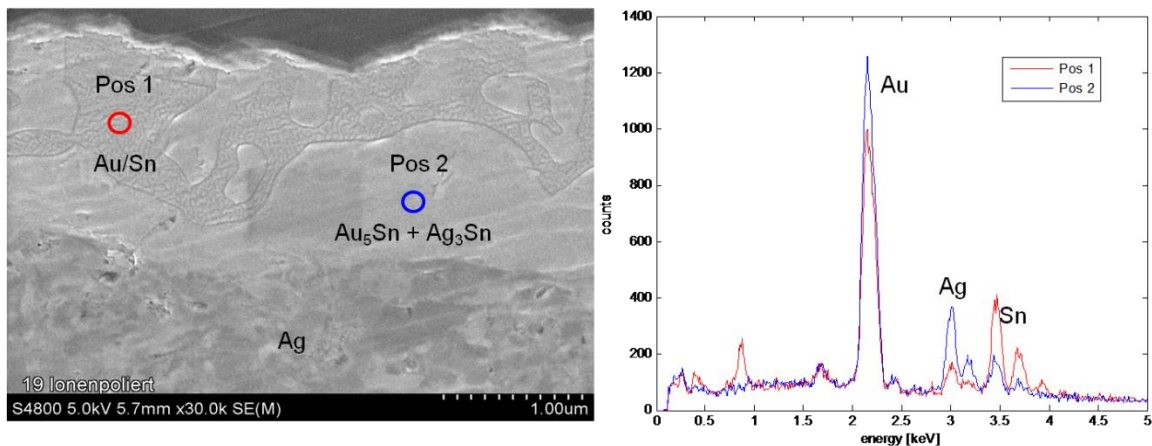 Pos 1
Au/Sn
Pos 2
Au₅Sn + Ag₃Sn
Ag
19 Ionenpoliert
S4800 5.0kV 5.7mm x30.0k SE(M)
1.00um
1400
1200
1000
800
600
400
200
0
counts
Au
Ag
Sn
Pos 1
Pos 2
0 0.5 1 1.5 2 2.5 3 3.5 4 4.5 5
energy [keV]